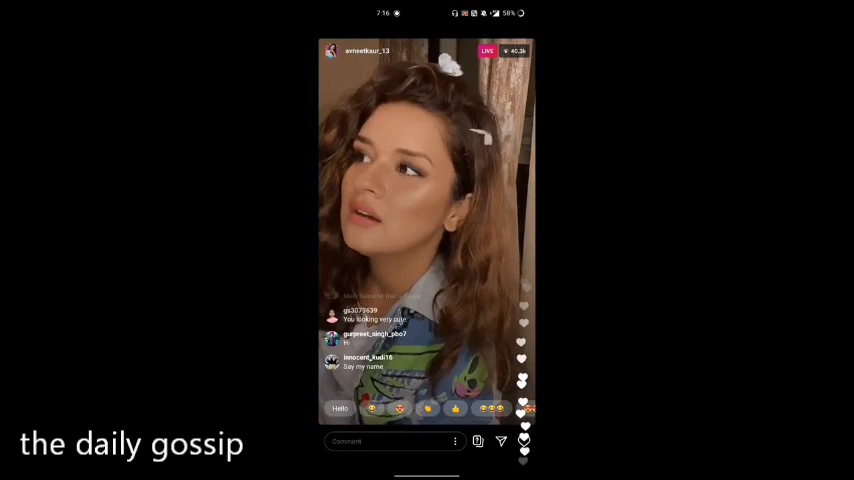 7:16
58%
avneetkaur_13
LIVE
40.3k
gs3073639
You looking very cute
gurpreet_singh_pbo7
Hi
innocent_kudi16
Say my name
Hello
Comment
the daily gossip